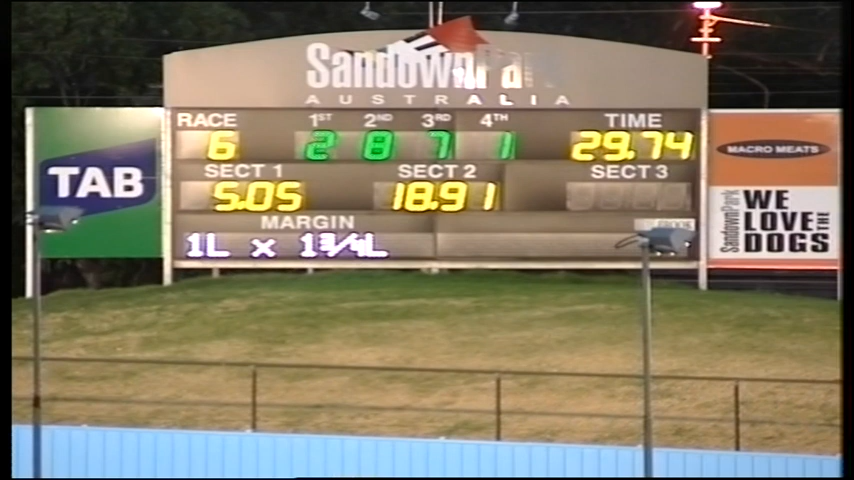 SandownPark
AUSTRALIA
RACE 1ST 2ND 3RD 4TH TIME
6 2 8 7 1 29.74
SECT 1 SECT 2 SECT 3
5.05 18.91
MARGIN
1L x 1¾L
TAB
MACRO MEATS
SandownPark
WE
LOVE THE
DOGS